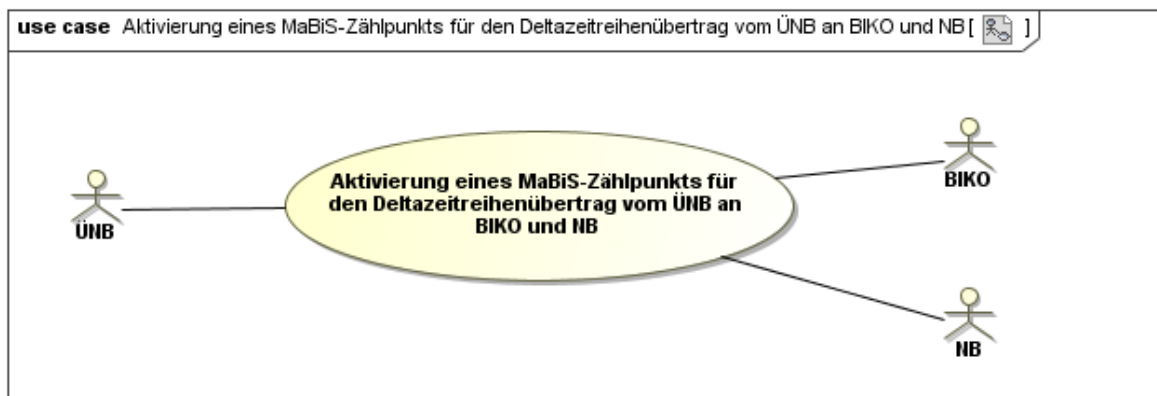 use case Aktivierung eines MaBiS-Zählpunkts für den Deltazeitreihenübertrag vom ÜNB an BIKO und NB [ ]
BIKO
Aktivierung eines MaBiS-Zählpunkts für
den Deltazeitreihenübertrag vom ÜNB an
BIKO und NB
ÜNB
NB